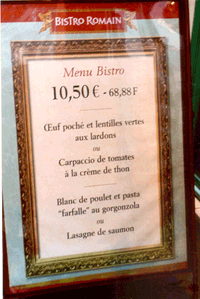 BISTRO ROMAIN
Menu Bistro
10,50 € - 68,88 F
Œuf poché et lentilles vertes
aux lardons
ou
Carpaccio de tomates
à la crème de thon
Blanc de poulet et pasta
"farfalle" au gorgonzola
ou
Lasagne de saumon